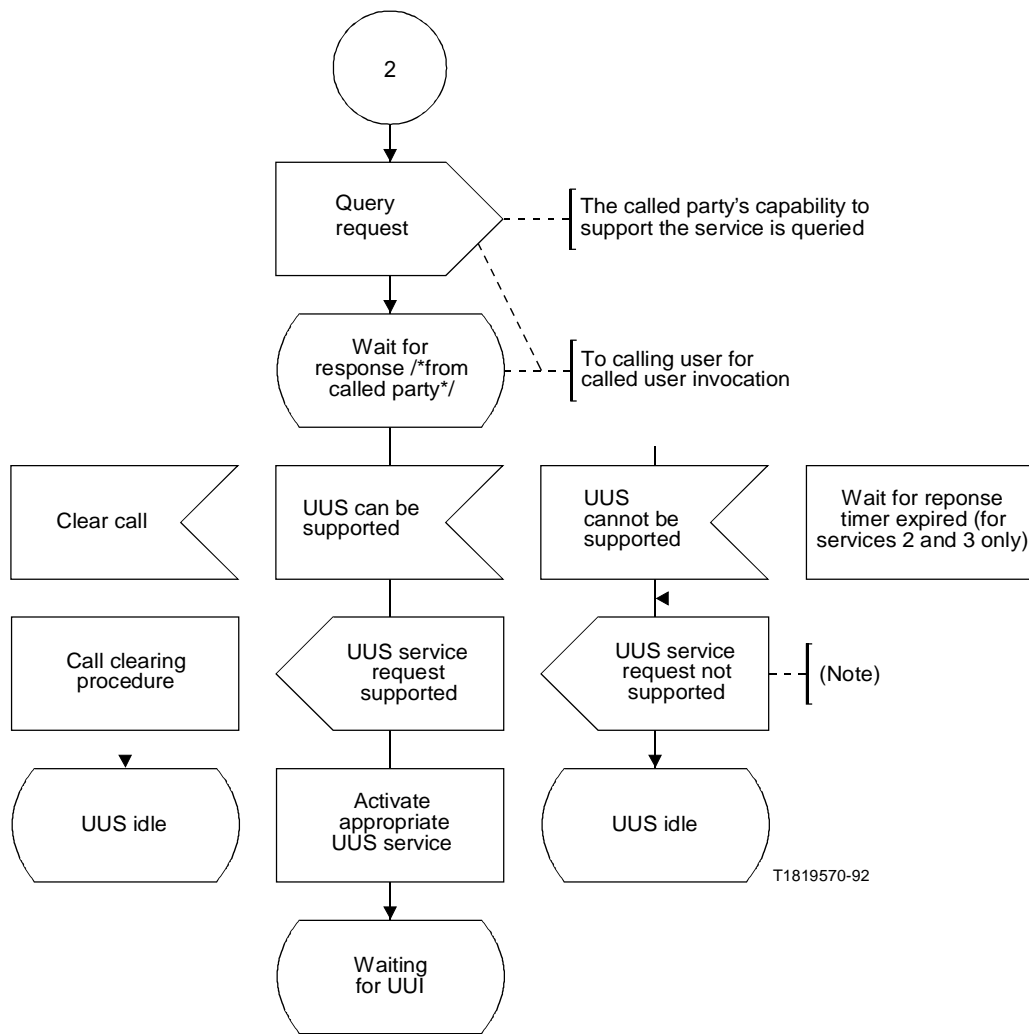 2
Query
request
The called party's capability to
support the service is queried
Wait for
response /*from
called party*/
To calling user for
called user invocation
Clear call
UUS can be
supported
UUS
cannot be
supported
Wait for reponse
timer expired (for
services 2 and 3 only)
Call clearing
procedure
UUS service
request
supported
UUS service
request not
supported
(Note)
UUS idle
Activate
appropriate
UUS service
UUS idle
T1819570-92
Waiting
for UUI